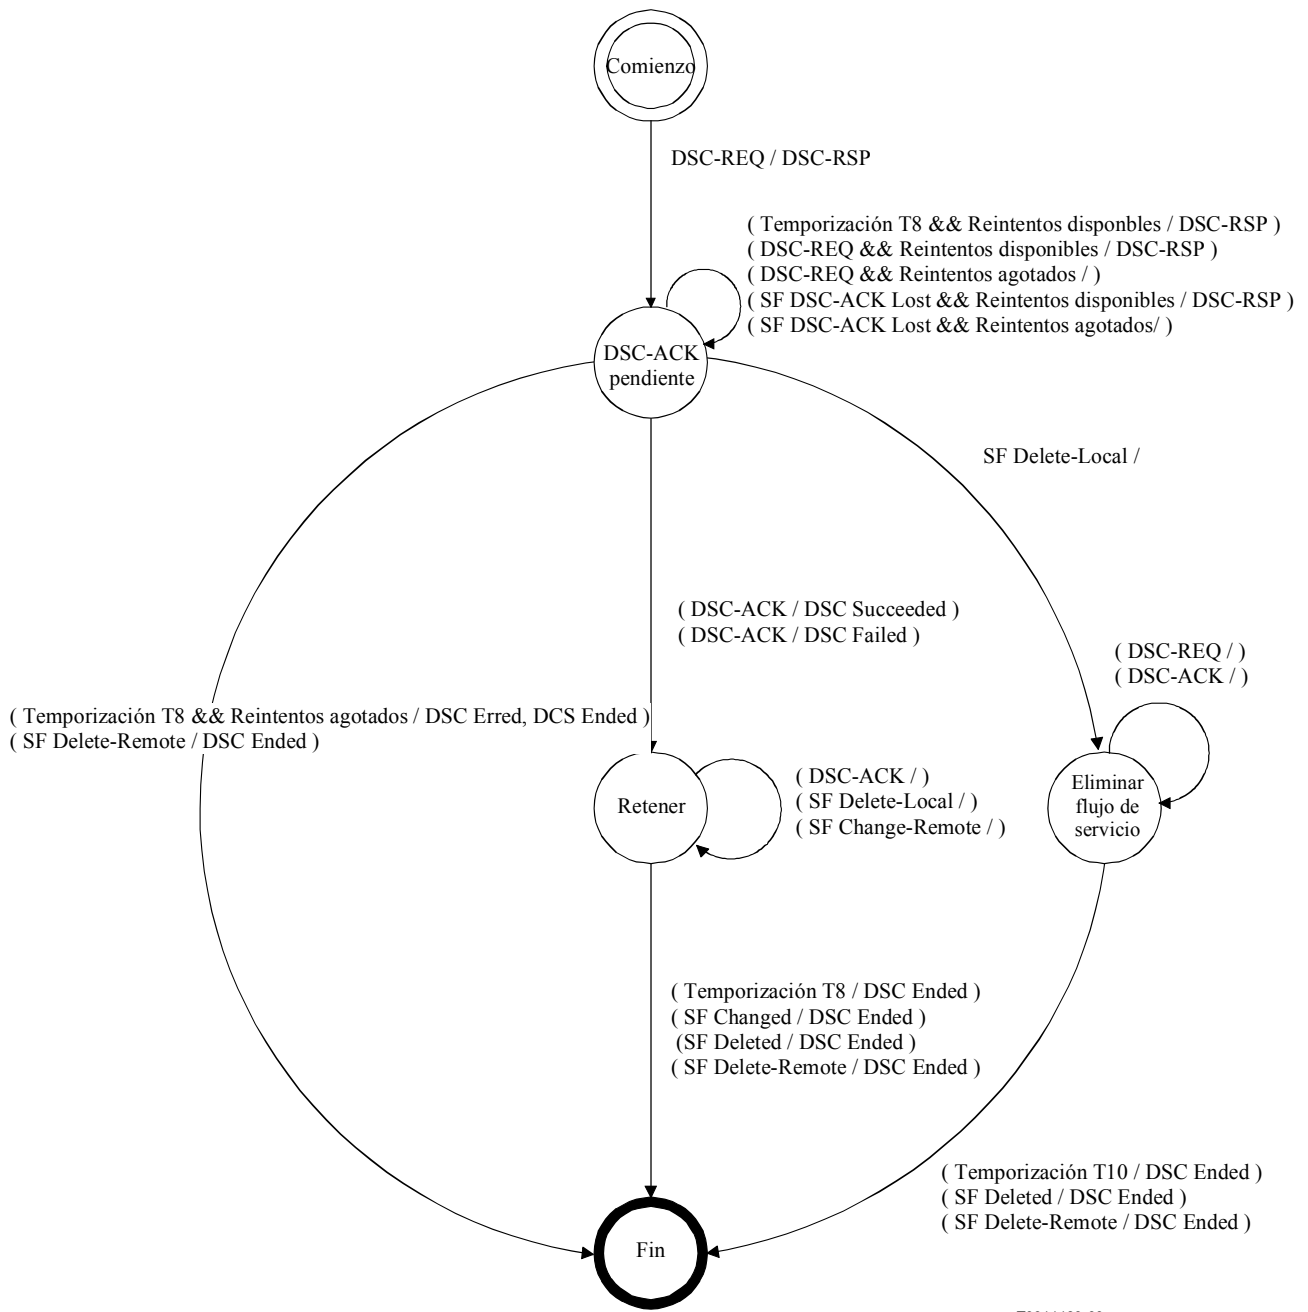 Comienzo
DSC-REQ / DSC-RSP
( Temporización T8 && Reintentos disponbles / DSC-RSP )
( DSC-REQ && Reintentos disponibles / DSC-RSP )
( DSC-REQ && Reintentos agotados / )
( SF DSC-ACK Lost && Reintentos disponibles / DSC-RSP )
( SF DSC-ACK Lost && Reintentos agotados/ )
DSC-ACK
pendiente
SF Delete-Local /
( DSC-ACK / DSC Succeeded )
( DSC-ACK / DSC Failed )
( DSC-REQ / )
( DSC-ACK / )
( Temporización T8 && Reintentos agotados / DSC Erred, DCS Ended )
( SF Delete-Remote / DSC Ended )
Retener
( DSC-ACK / )
( SF Delete-Local / )
( SF Change-Remote / )
Eliminar
flujo de
servicio
( Temporización T8 / DSC Ended )
( SF Changed / DSC Ended )
(SF Deleted / DSC Ended )
( SF Delete-Remote / DSC Ended )
( Temporización T10 / DSC Ended )
( SF Deleted / DSC Ended )
( SF Delete-Remote / DSC Ended )
Fin